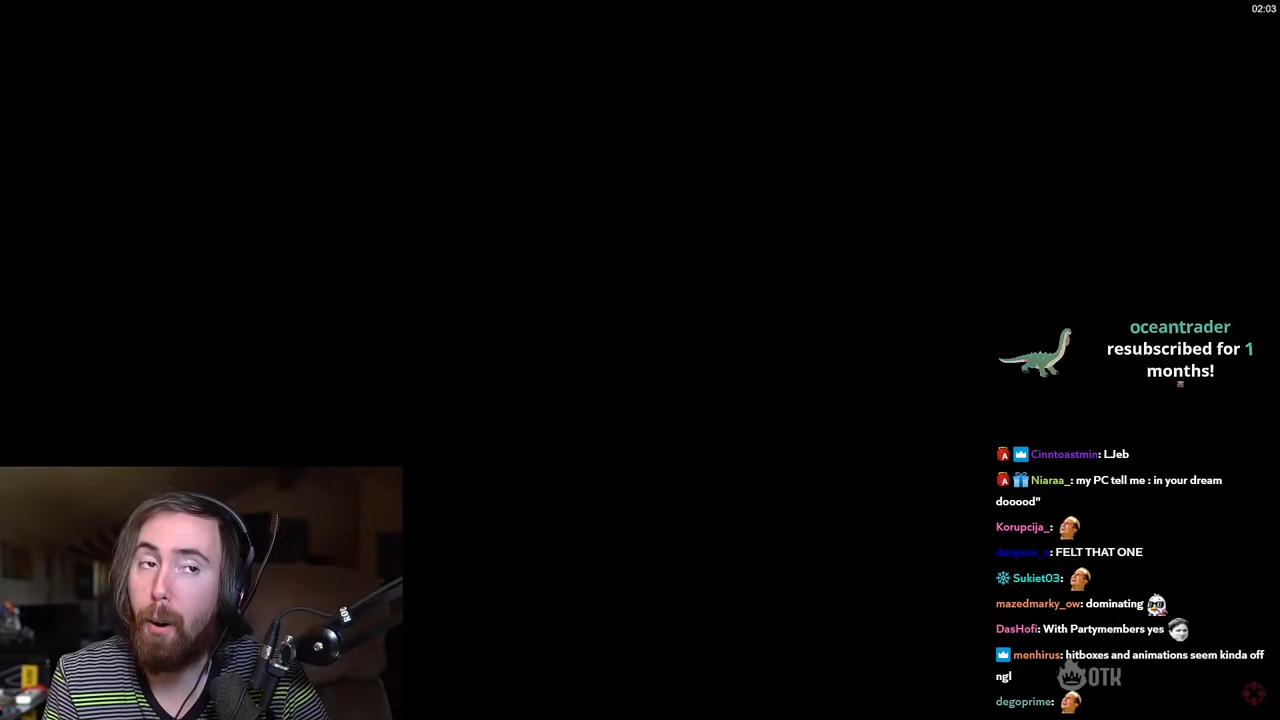 02:03
oceantrader
resubscribed for 1
months!
Cinntoastmin: LJeb
Niaraa_: my PC tell me : in your dream
dooood"
Korupcija_:
FELT THAT ONE
Sukiet03:
mazedmarky_ow: dominating
DasHofi: With Partymembers yes
menhirus: hitboxes and animations seem kinda off
ngl
OTK
degoprime: